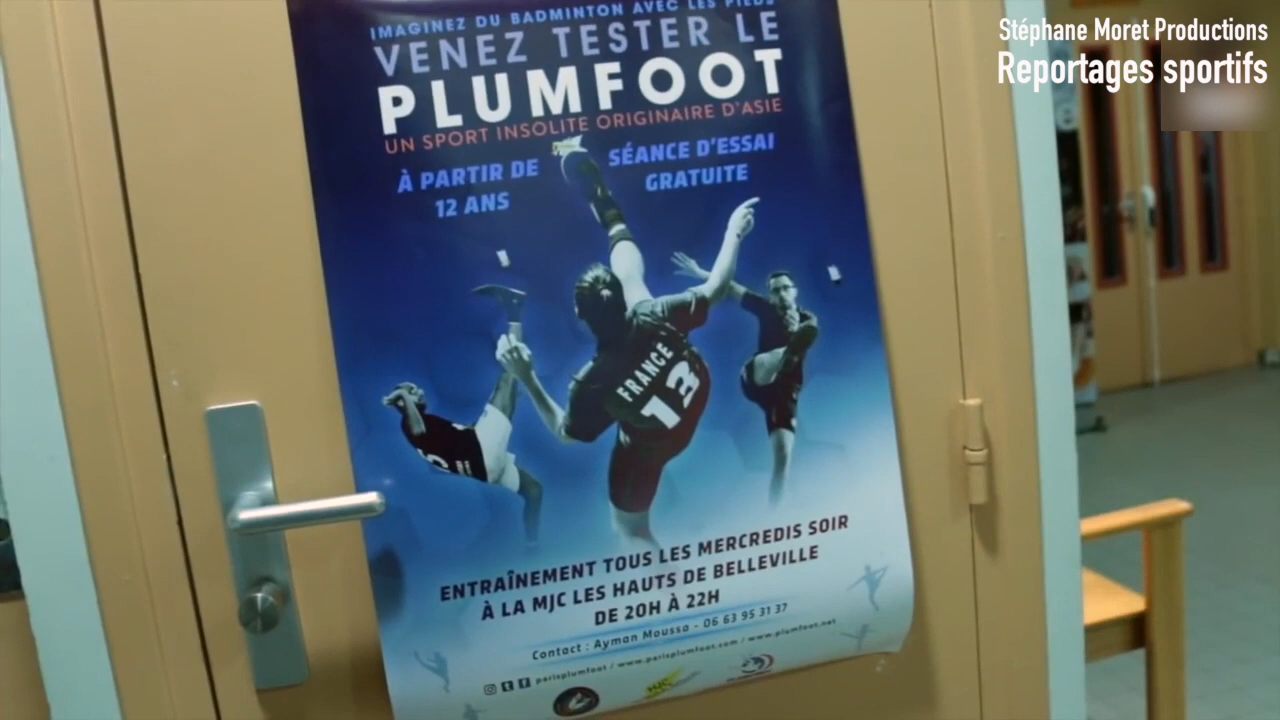 Stéphane Moret Productions
Reportages sportifs
IMAGINEZ DU BADMINTON AVEC LES PIEDS
VENEZ TESTER LE
PLUMFOOT
UN SPORT INSOLITE ORIGINAIRE D'ASIE
À PARTIR DE
12 ANS
SÉANCE D'ESSAI
GRATUITE
FRANCE
13
ENTRAÎNEMENT TOUS LES MERCREDIS SOIR
À LA MJC LES HAUTS DE BELLEVILLE
DE 20H À 22H
Contact : Ayman Moussa - 06 63 95 31 37
parisplumfoot / www.parisplumfoot.com / www.plumfoot.net
MJC